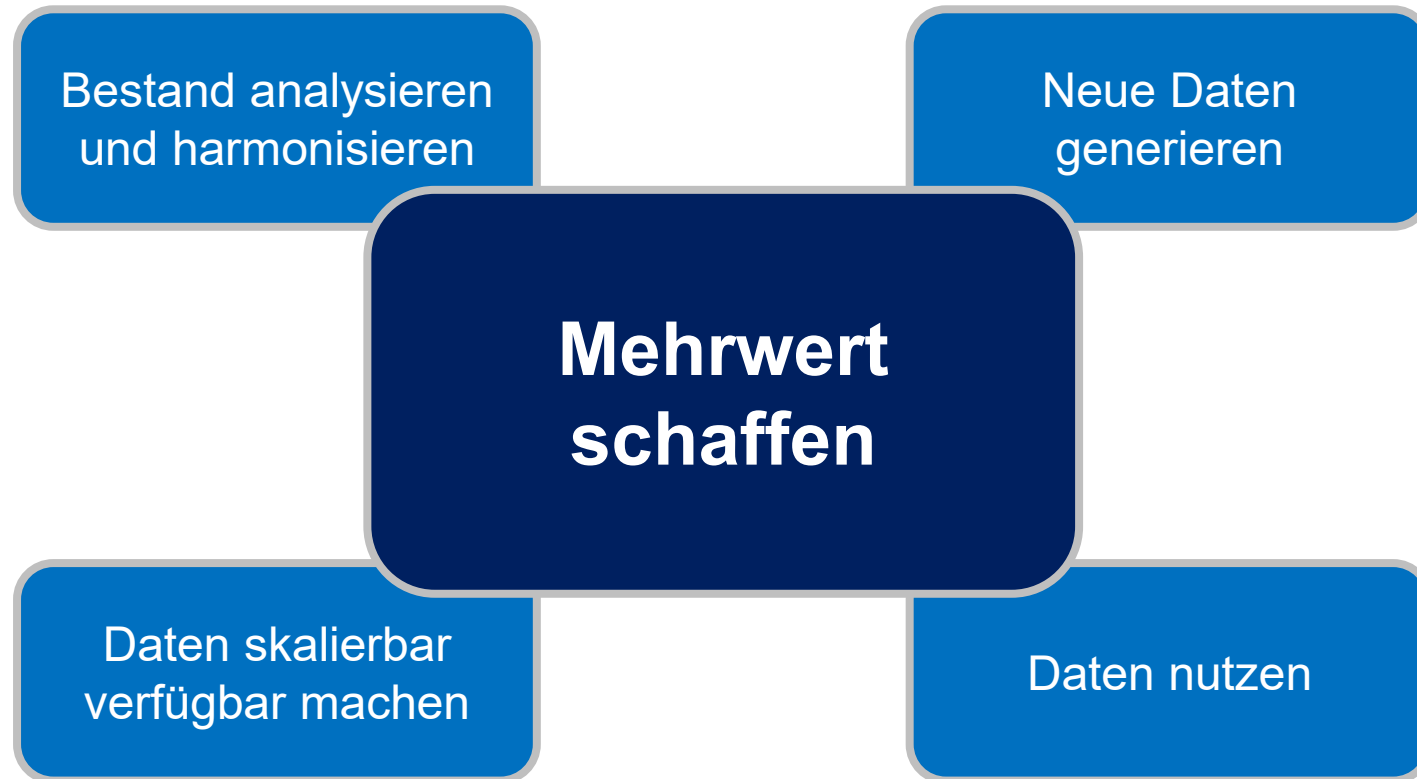 Bestand analysieren
und harmonisieren
Neue Daten
generieren
Mehrwert
schaffen
Daten skalierbar
verfügbar machen
Daten nutzen